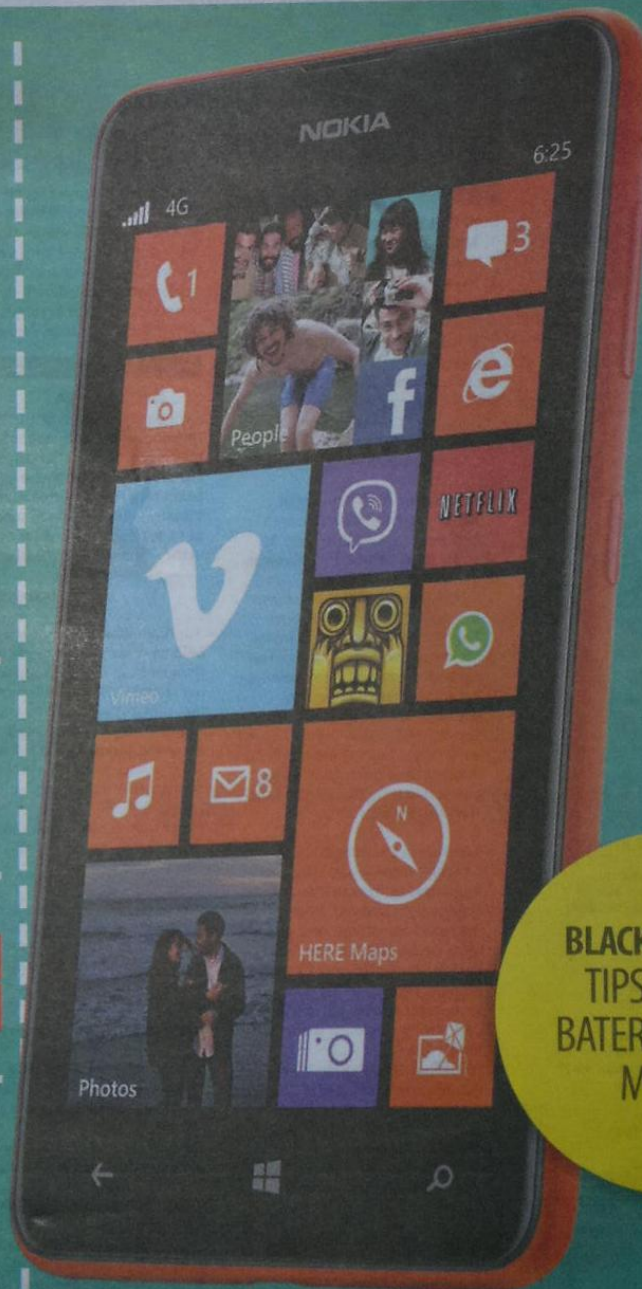 NOKIA
4G
6:25
1
3
People
f
e
NETFLIX
Vimeo
8
N
HERE Maps
Photos
BLACK
TIPS
BATER
M